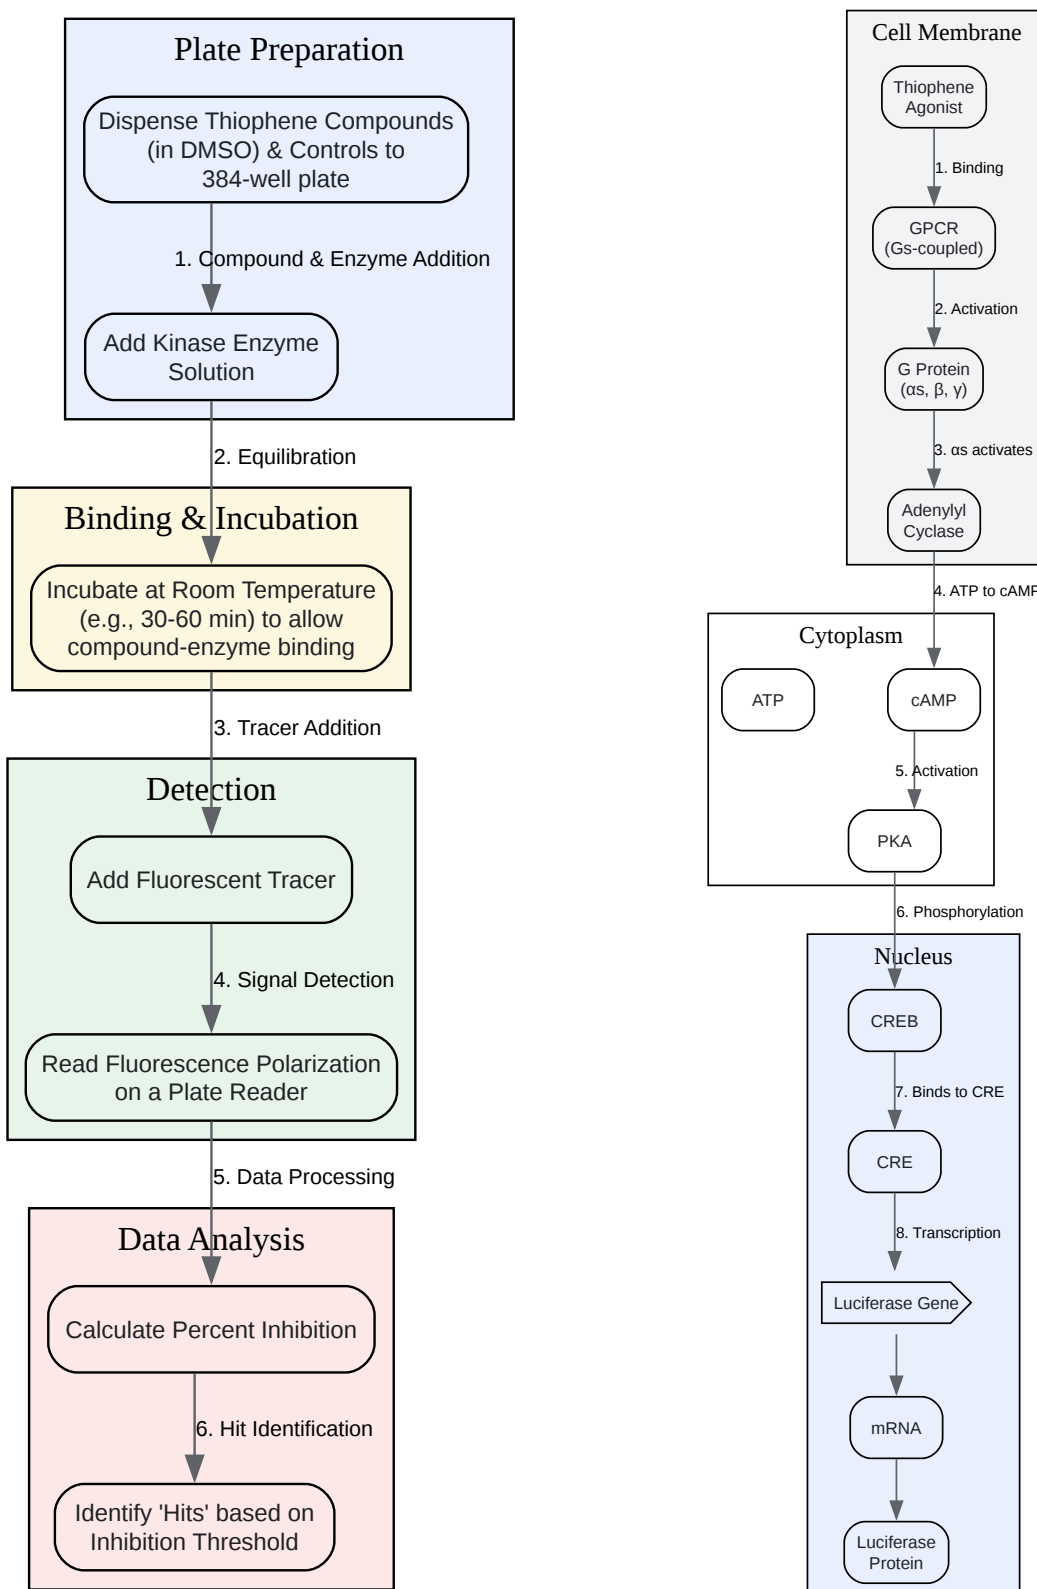 Plate Preparation
Dispense Thiophene Compounds
(in DMSO) & Controls to
384-well plate
1. Compound & Enzyme Addition
Add Kinase Enzyme
Solution
2. Equilibration
Binding & Incubation
Incubate at Room Temperature
(e.g., 30-60 min) to allow
compound-enzyme binding
3. Tracer Addition
Detection
Add Fluorescent Tracer
4. Signal Detection
Read Fluorescence Polarization
on a Plate Reader
5. Data Processing
Data Analysis
Calculate Percent Inhibition
6. Hit Identification
Identify 'Hits' based on
Inhibition Threshold
Cell Membrane
Thiophene
Agonist
1. Binding
GPCR
(Gs-coupled)
2. Activation
G Protein
(αs, β, γ)
3. αs activates
Adenylyl
Cyclase
4. ATP to cAMP
Cytoplasm
ATP
cAMP
5. Activation
PKA
6. Phosphorylation
Nucleus
CREB
7. Binds to CRE
CRE
8. Transcription
Luciferase Gene
mRNA
Luciferase
Protein